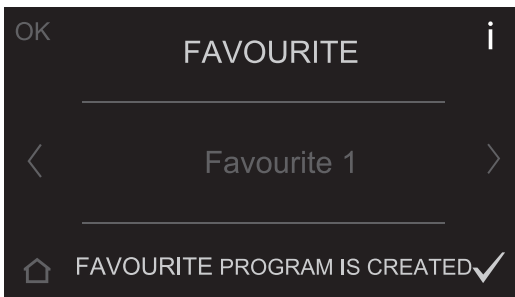 OK
FAVOURITE
i
Favourite 1
FAVOURITE PROGRAM IS CREATED